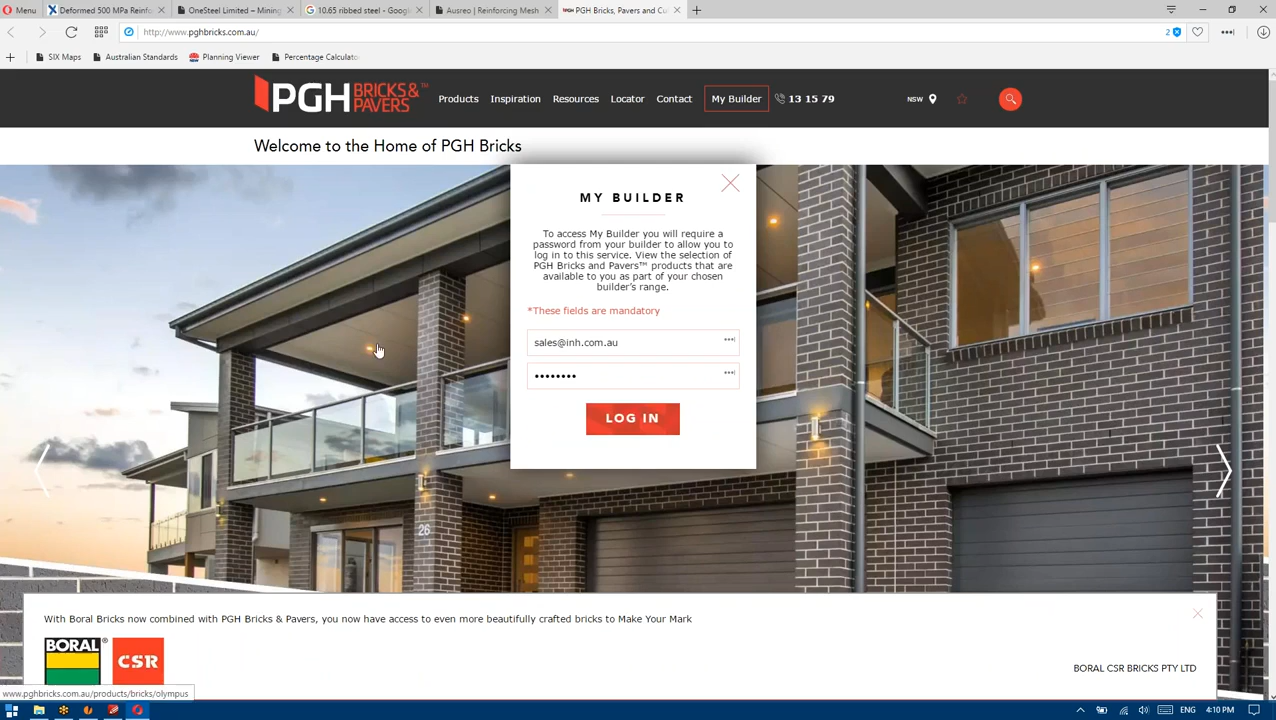 Menu
Deformed 500 MPa Reinfo
OneSteel Limited – Mining
10.65 ribbed steel - Google
Ausreo | Reinforcing Mesh
PGH Bricks, Pavers and Cu
http://www.pghbricks.com.au/
2
SIX Maps
Australian Standards
Planning Viewer
Percentage Calculato
PGH BRICKS & PAVERS™
Products
Inspiration
Resources
Locator
Contact
My Builder
13 15 79
NSW
Welcome to the Home of PGH Bricks
MY BUILDER
To access My Builder you will require a
password from your builder to allow you to
log in to this service. View the selection of
PGH Bricks and Pavers™ products that are
available to you as part of your chosen
builder's range.
*These fields are mandatory
sales@inh.com.au
••••••••
LOG IN
26
With Boral Bricks now combined with PGH Bricks & Pavers, you now have access to even more beautifully crafted bricks to Make Your Mark
BORAL®
CSR
BORAL CSR BRICKS PTY LTD
www.pghbricks.com.au/products/bricks/olympus
ENG
4:10 PM